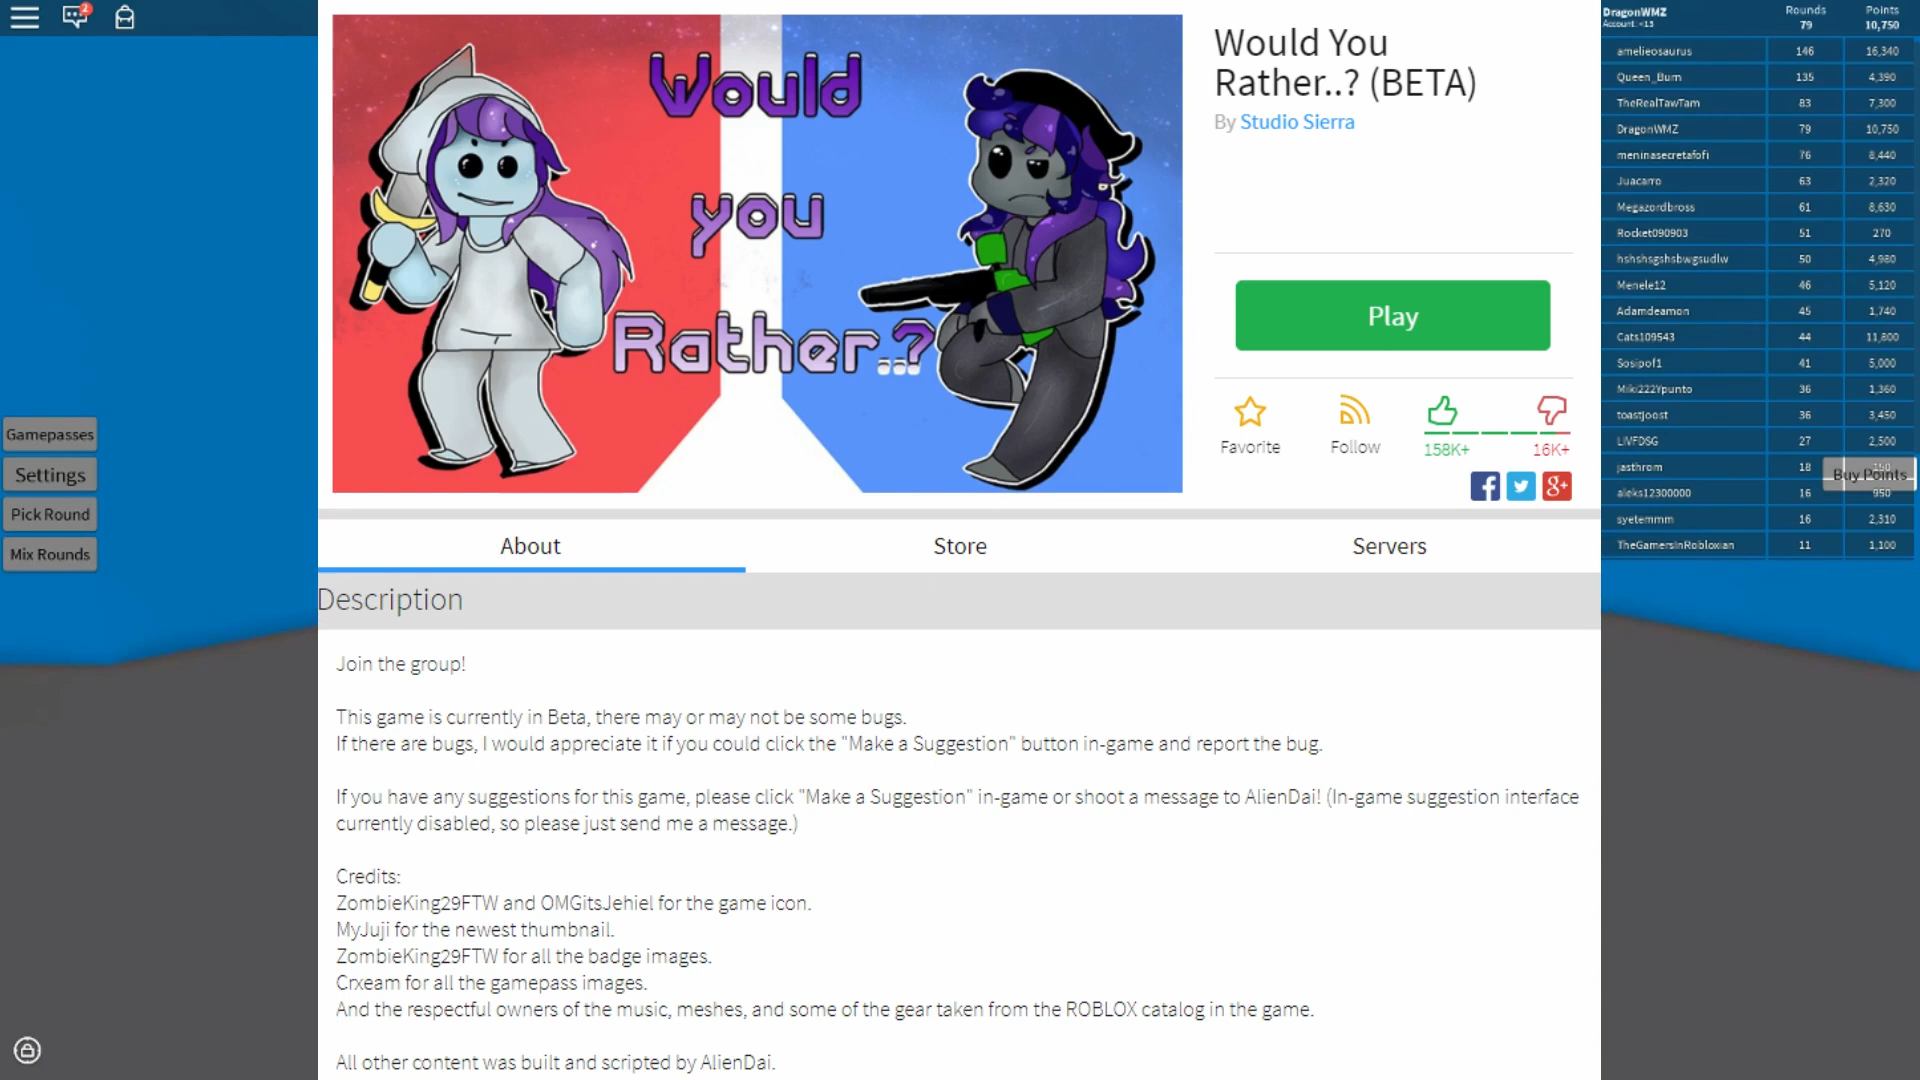 2
Gamepasses
Settings
Pick Round
Mix Rounds
Would
you
Rather..?
Would You
Rather..? (BETA)
By Studio Sierra
Play
Favorite
Follow
158K+
16K+
About
Store
Servers
Description
Join the group!
This game is currently in Beta, there may or may not be some bugs.
If there are bugs, I would appreciate it if you could click the "Make a Suggestion" button in-game and report the bug.
If you have any suggestions for this game, please click "Make a Suggestion" in-game or shoot a message to AlienDai! (In-game suggestion interface
currently disabled, so please just send me a message.)
Credits:
ZombieKing29FTW and OMGitsJehiel for the game icon.
MyJuji for the newest thumbnail.
ZombieKing29FTW for all the badge images.
Crxeam for all the gamepass images.
And the respectful owners of the music, meshes, and some of the gear taken from the ROBLOX catalog in the game.
All other content was built and scripted by AlienDai.
DragonWMZ Rounds Points
Account: <13 79 10,750
amelieosaurus 146 16,340
Queen_Burn 135 4,390
TheRealTawTam 83 7,300
DragonWMZ 79 10,750
meninasecretafofi 76 8,440
Juacarro 63 2,320
Megazordbross 61 8,630
Rocket090903 51 270
hshshsgshsbwgsudlw 50 4,980
Menele12 46 5,120
Adamdeamon 45 1,740
Cats109543 44 11,800
Sosipof1 41 5,000
Miki222Ypunto 36 1,360
toastjoost 36 3,450
LIVFDSG 27 2,500
jasthrom 18
Buy Points
aleks12300000 16 950
syetemmm 16 2,310
TheGamersInRobloxian 11 1,100